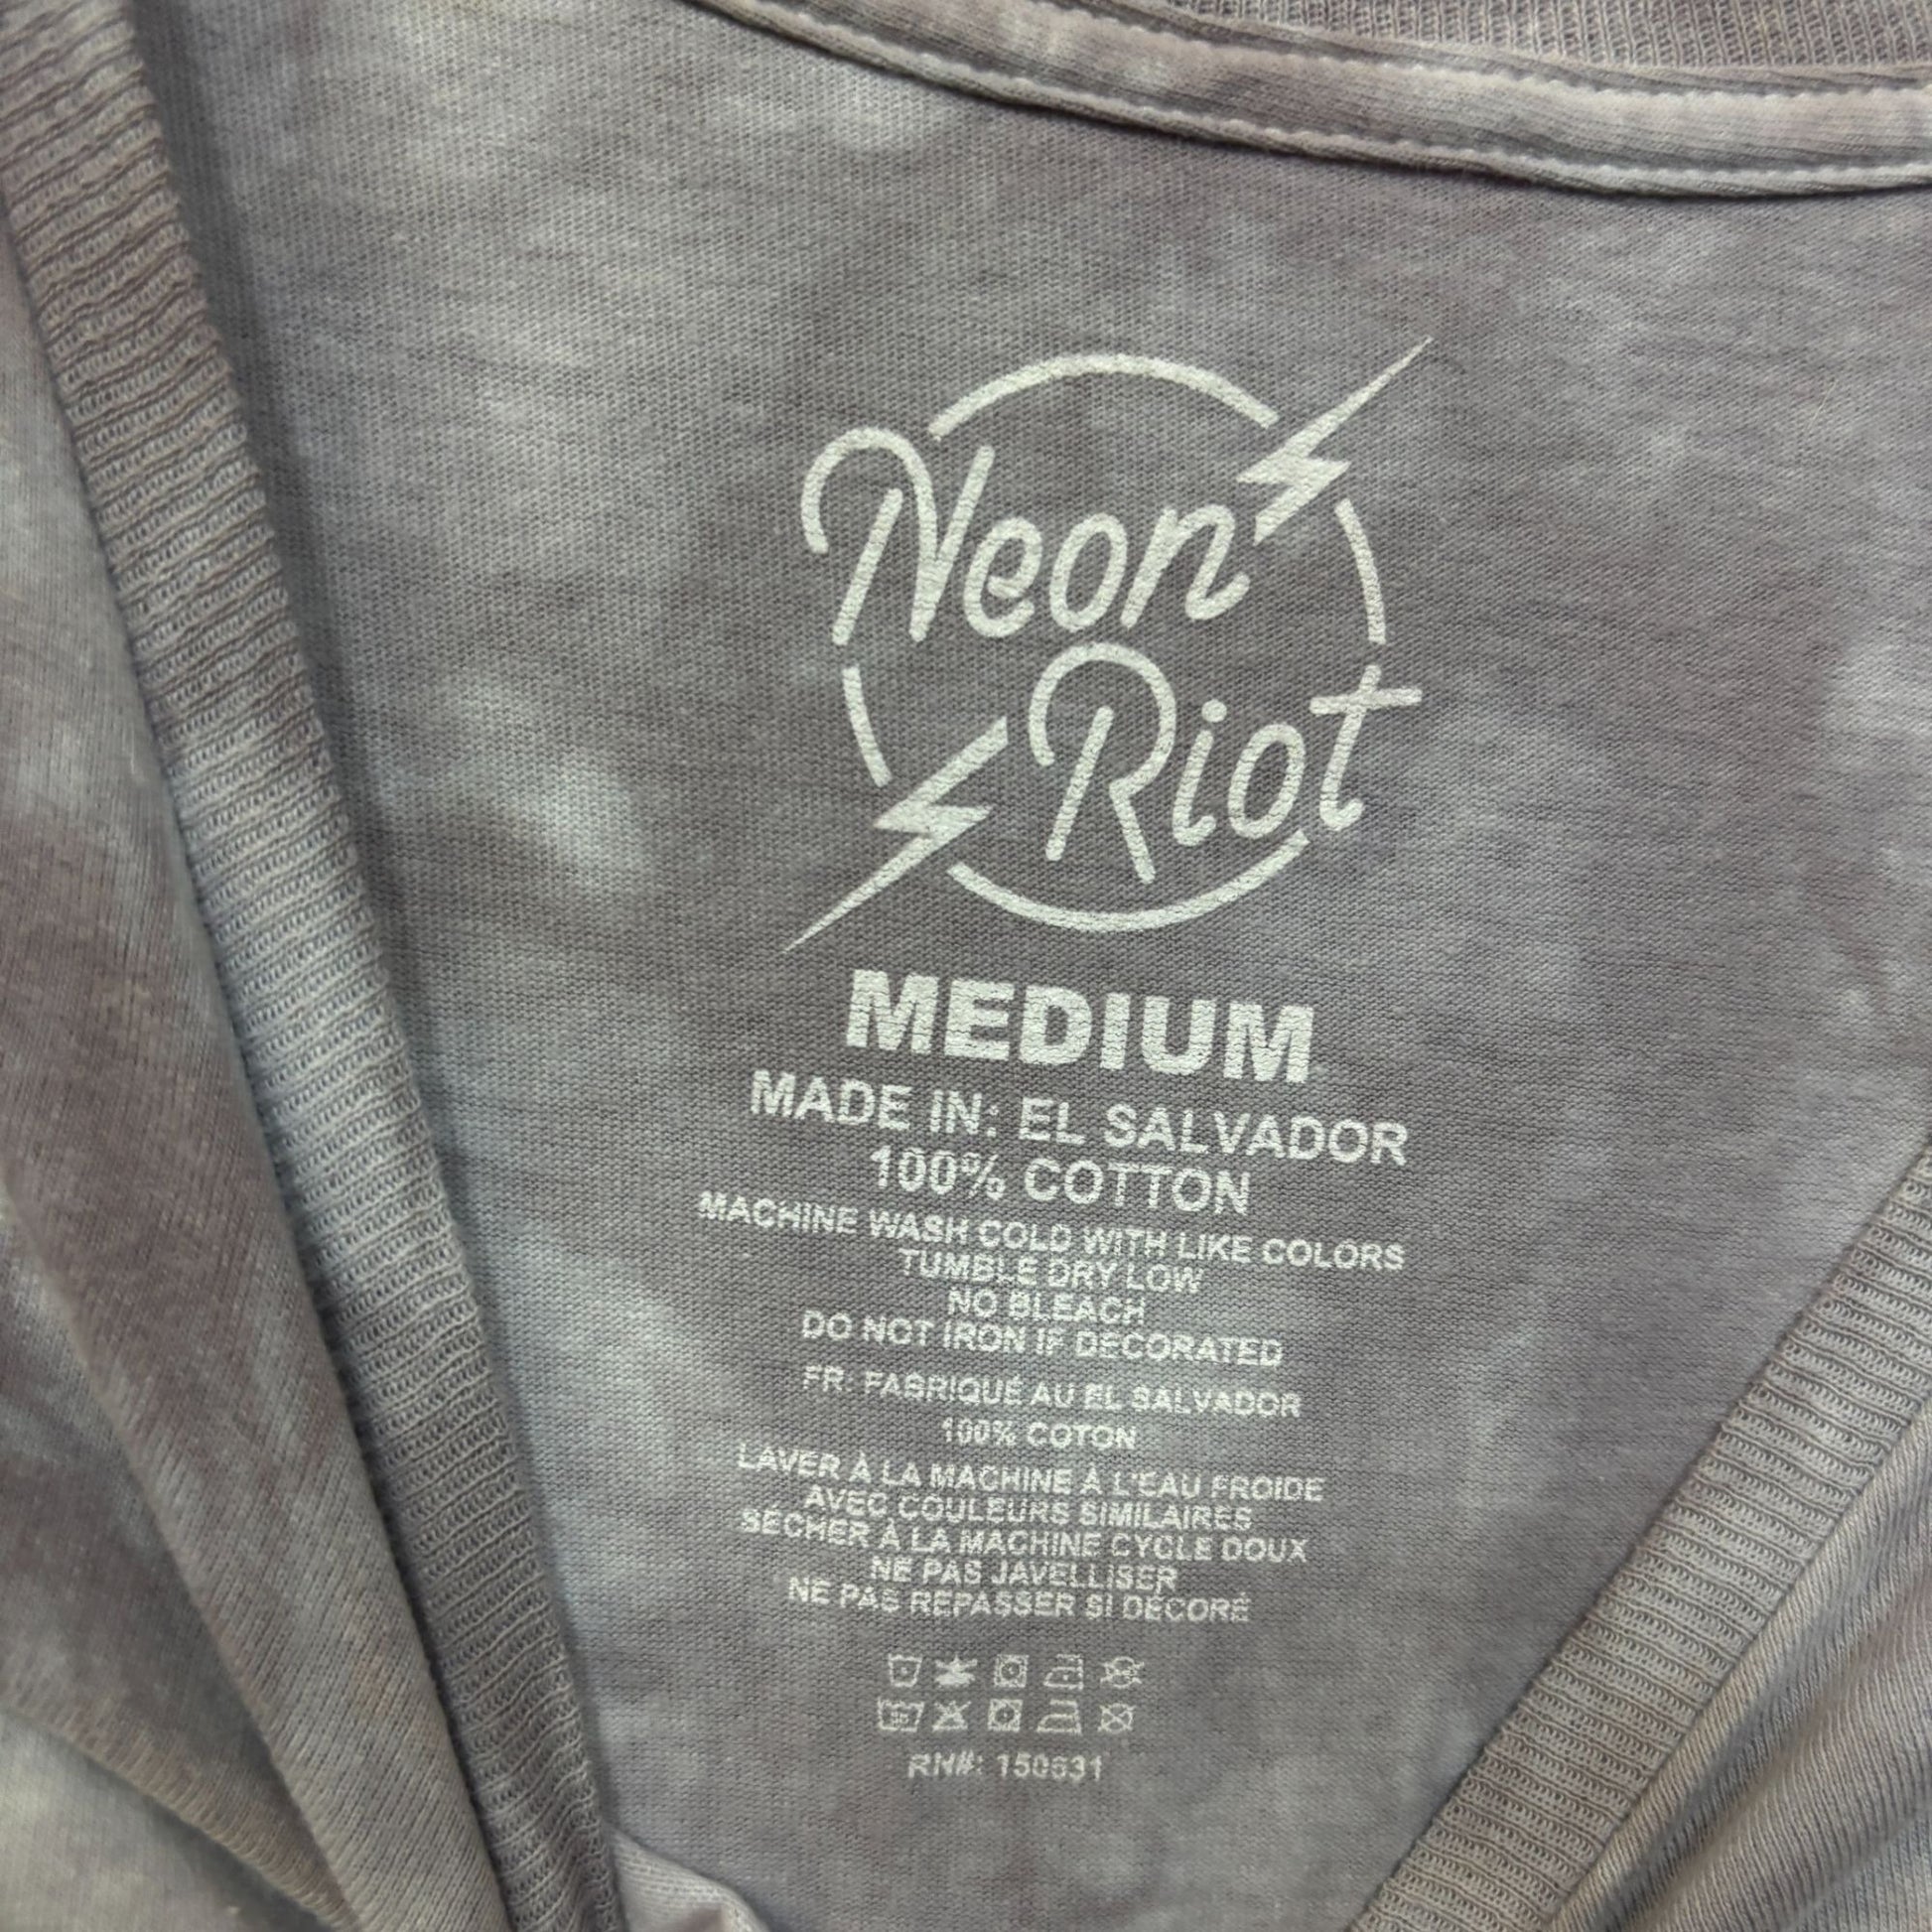 Neon
Riot
MEDIUM
MADE IN: EL SALVADOR
100% COTTON
MACHINE WASH COLD WITH LIKE COLORS
TUMBLE DRY LOW
NO BLEACH
DO NOT IRON IF DECORATED
FR: FABRIQUÉ AU EL SALVADOR
100% COTON
LAVER À LA MACHINE À L'EAU FROIDE
AVEC COULEURS SIMILAIRES
SÉCHER À LA MACHINE CYCLE DOUX
NE PAS JAVELLISER
NE PAS REPASSER SI DÉCORÉ
RN#: 150631